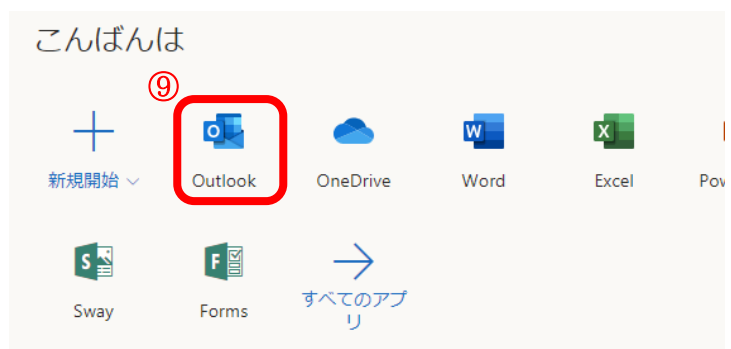 こんばんは
⑨
新規開始
Outlook
OneDrive
Word
Excel
Pow
Sway
Forms
すべてのアプ
リ